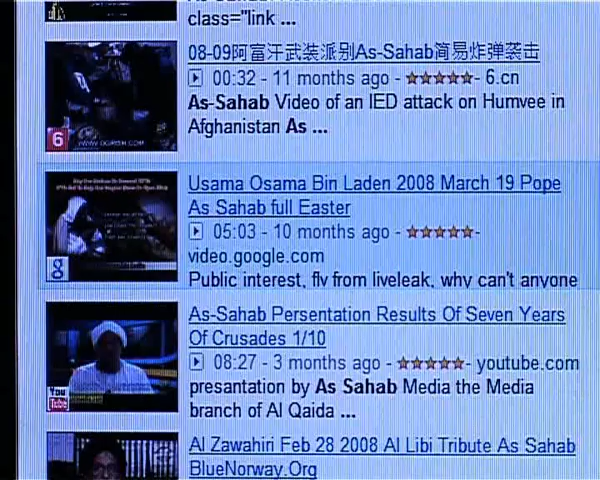 class="link ...
08-09阿富汗武装派别As-Sahab简易炸弹袭击
00:32 - 11 months ago - ★★★★★- 6.cn
As-Sahab Video of an IED attack on Humvee in
Afghanistan As ...
6
Usama Osama Bin Laden 2008 March 19 Pope
As Sahab full Easter
05:03 - 10 months ago - ★★★★★-
video.google.com
Public interest, flv from liveleak, why can't anyone
g
As-Sahab Persentation Results Of Seven Years
Of Crusades 1/10
08:27 - 3 months ago - ★★★★★- youtube.com
presantation by As Sahab Media the Media
branch of Al Qaida ...
You
Tube
Al Zawahiri Feb 28 2008 Al Libi Tribute As Sahab
BlueNorway.Org